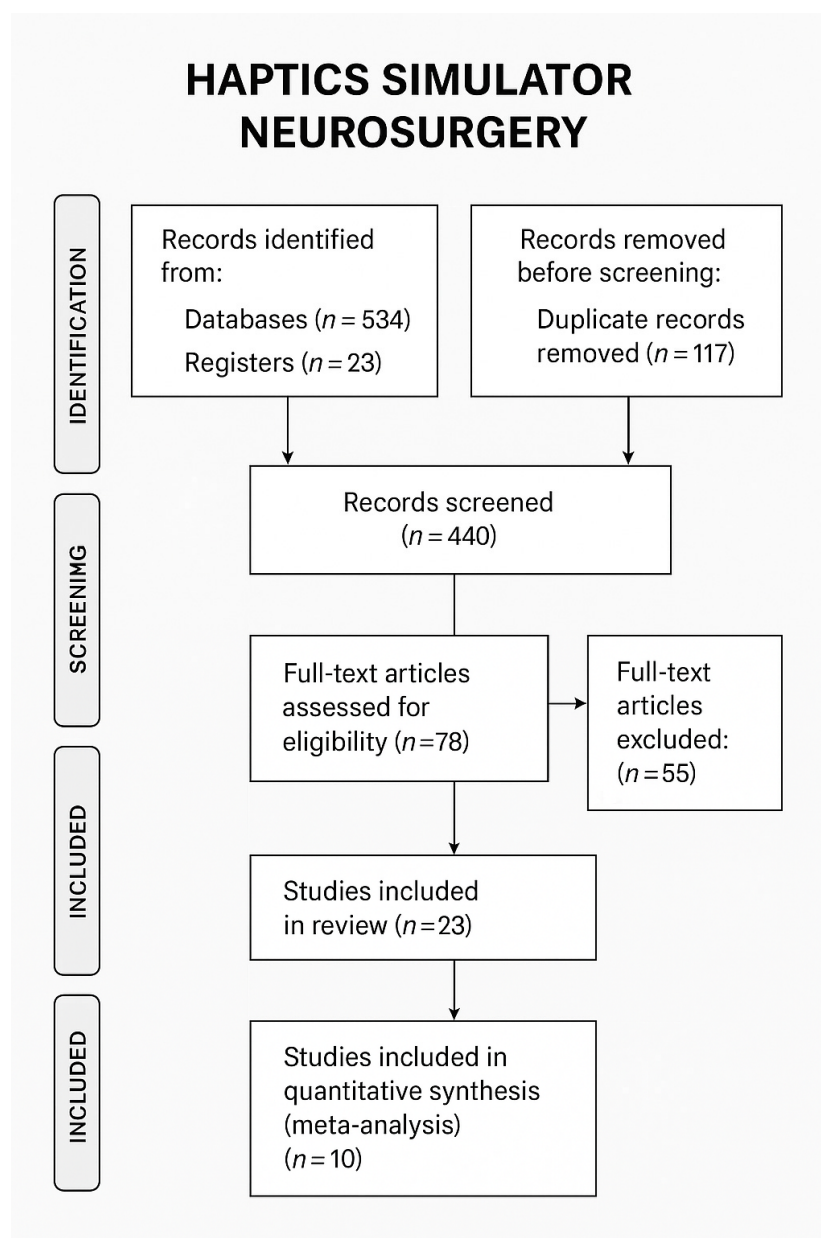 HAPTICS SIMULATOR
NEUROSURGERY
IDENTIFICATION
Records identified
from:
Databases (n = 534)
Registers (n = 23)
Records removed
before screening:
Duplicate records
removed (n = 117)
SCREENIMG
Records screened
(n = 440)
Full-text articles
assessed for
eligibility (n = 78)
Full-text
articles
excluded:
(n = 55)
INCLUDED
Studies included
in review (n = 23)
INCLUDED
Studies included in
quantitative synthesis
(meta-analysis)
(n = 10)